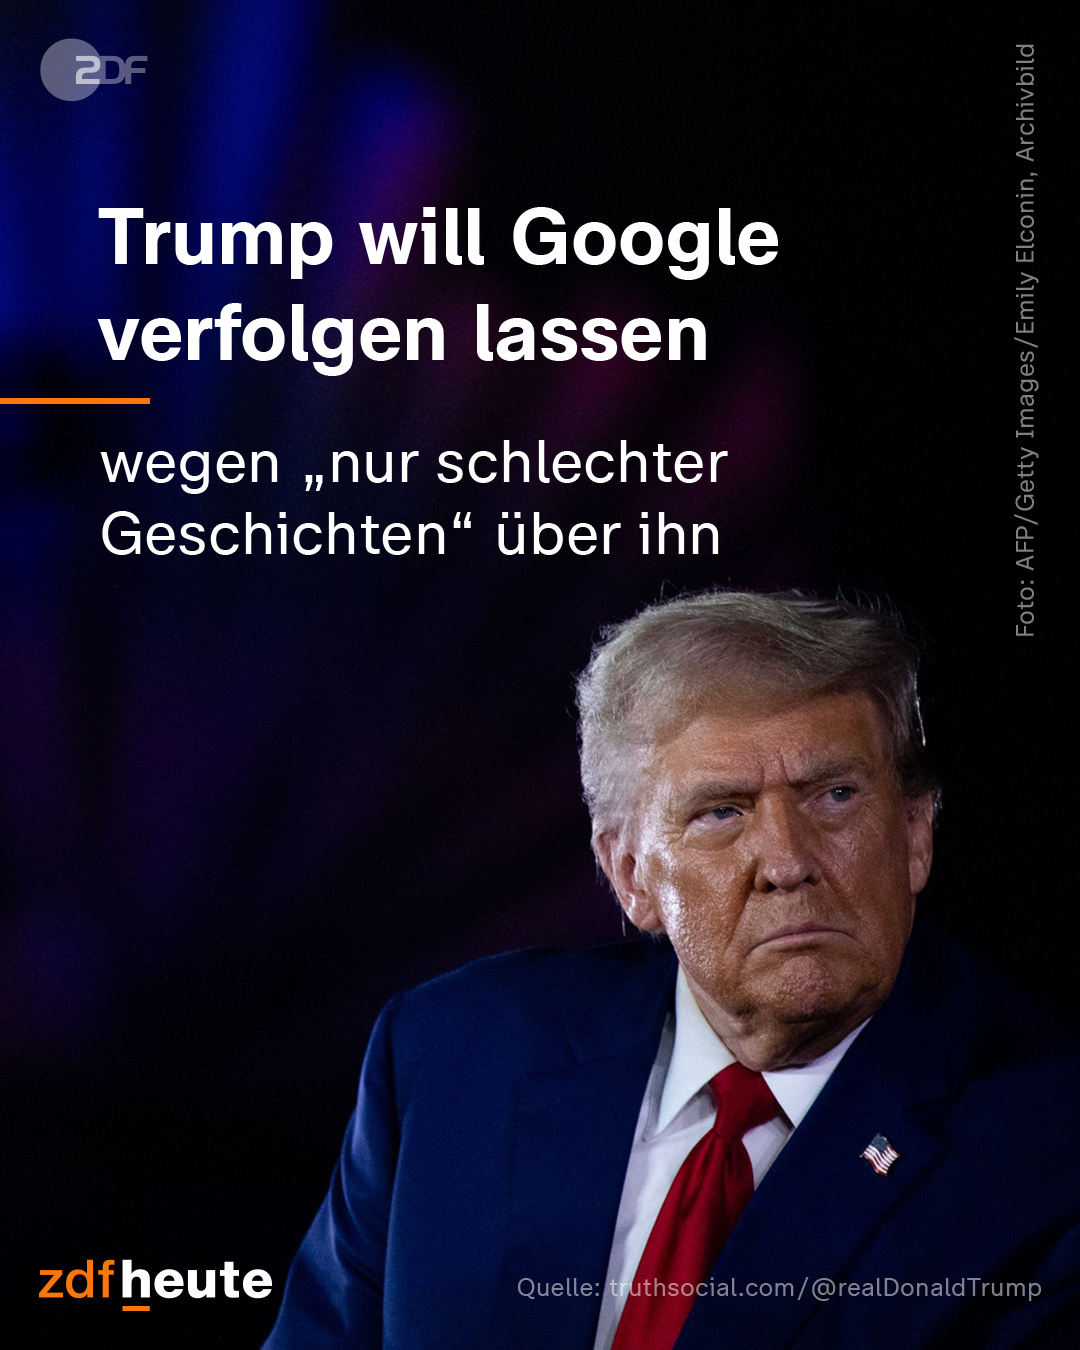 ZDF
Trump will Google
verfolgen lassen
wegen „nur schlechter
Geschichten“ über ihn
Foto: AFP/Getty Images/Emily Elconin, Archivbild
zdfheute
Quelle: truthsocial.com/@realDonaldTrump